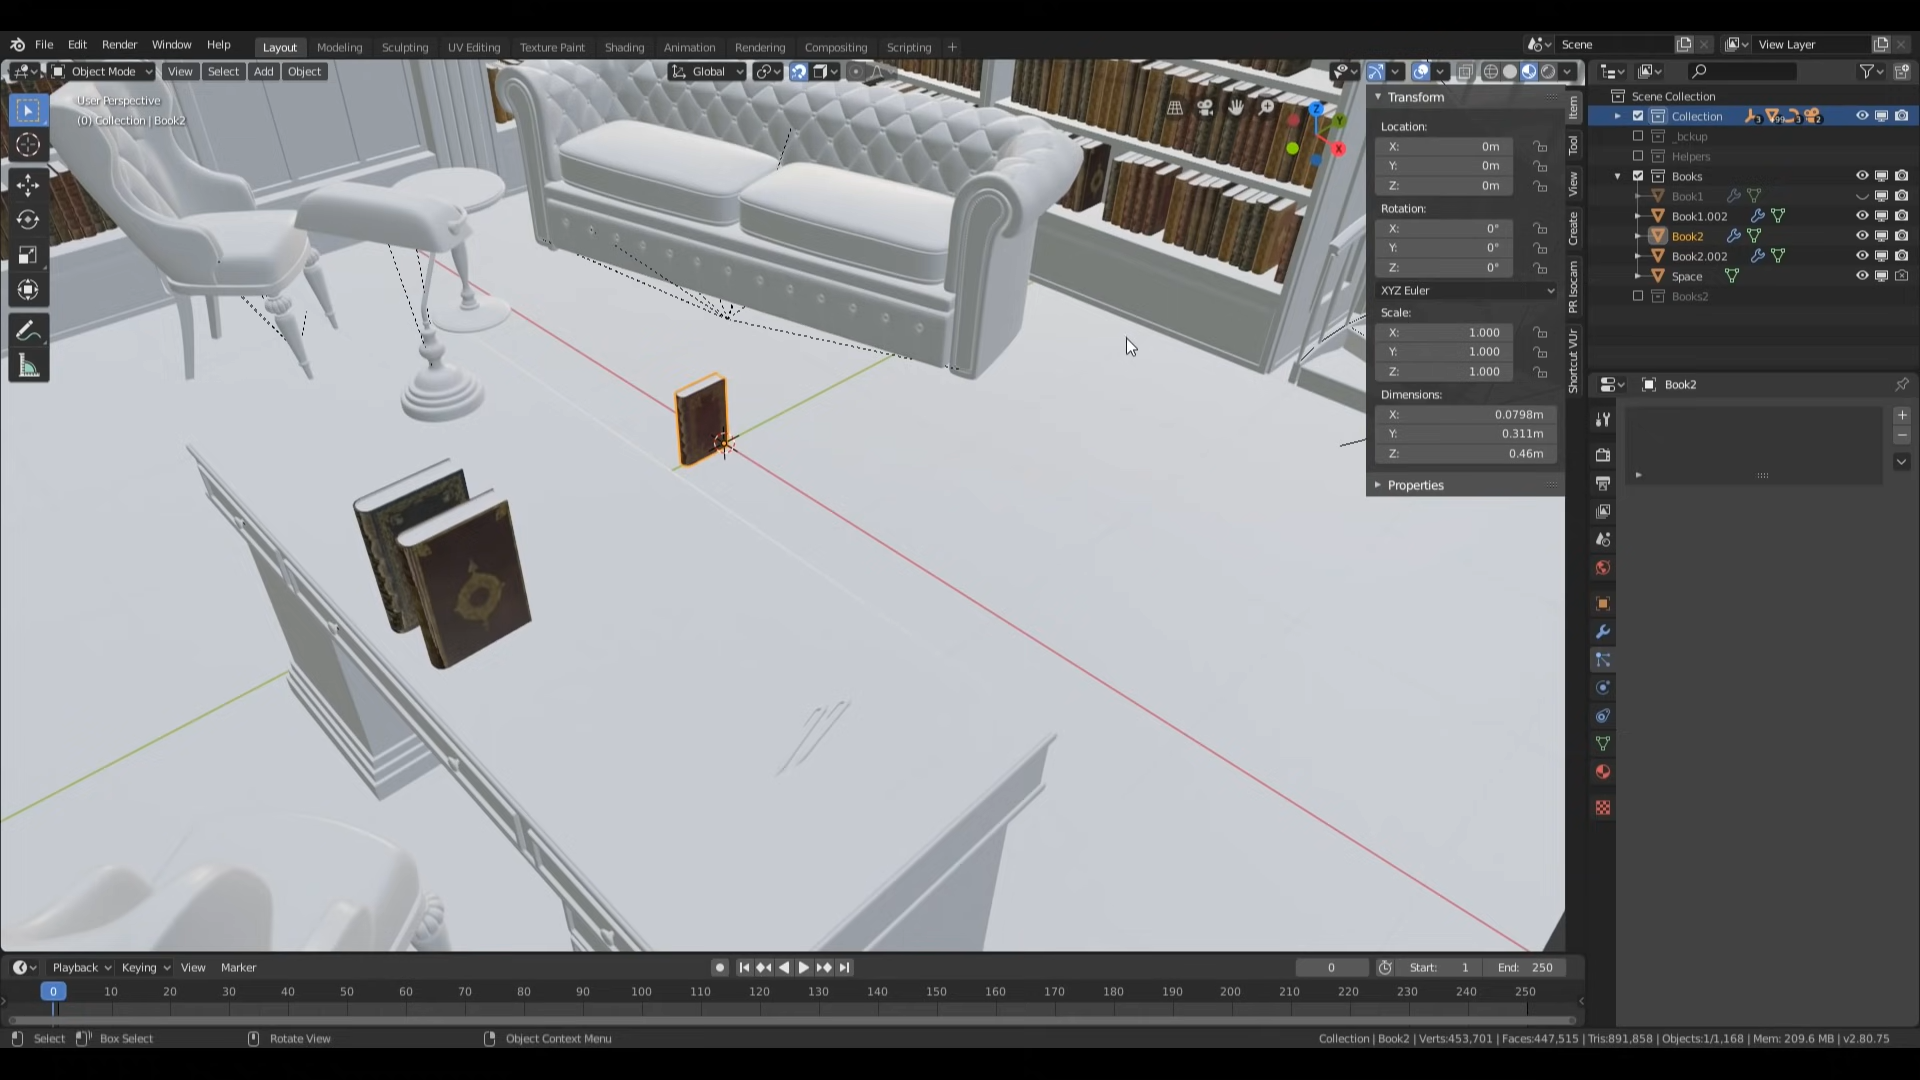 File Edit Render Window Help Layout Modeling Sculpting UV Editing Texture Paint Shading Animation Rendering Compositing Scripting + Scene View Layer
Object Mode View Select Add Object Global
User Perspective
(0) Collection | Book2
Transform
Location:
X: 0m
Y: 0m
Z: 0m
Rotation:
X: 0°
Y: 0°
Z: 0°
XYZ Euler
Scale:
X: 1.000
Y: 1.000
Z: 1.000
Dimensions:
X: 0.0798m
Y: 0.311m
Z: 0.46m
Properties
Item
Tool
View
Create
PR Isocam
Shortcut VUr
Z
Y
X
Scene Collection
Collection
_bckup
Helpers
Books
Book1
Book1.002
Book2
Book2.002
Space
Books2
Book2
Playback Keying View Marker 0 Start: 1 End: 250
0 10 20 30 40 50 60 70 80 90 100 110 120 130 140 150 160 170 180 190 200 210 220 230 240 250
Select Box Select Rotate View Object Context Menu Collection | Book2 | Verts:453,701 | Faces:447,515 | Tris:891,858 | Objects:1/1,168 | Mem: 209.6 MB | v2.80.75